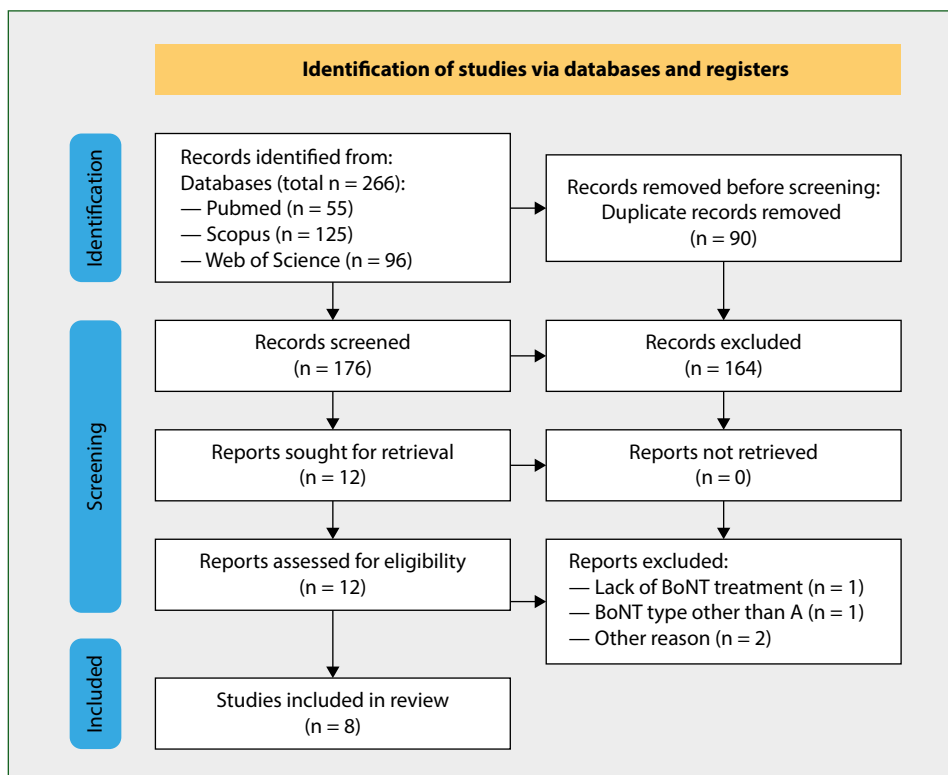 Identification of studies via databases and registers
Identification
Records identified from:
Databases (total n = 266):
— Pubmed (n = 55)
— Scopus (n = 125)
— Web of Science (n = 96)
Records removed before screening:
Duplicate records removed
(n = 90)
Screening
Records screened
(n = 176)
Records excluded
(n = 164)
Reports sought for retrieval
(n = 12)
Reports not retrieved
(n = 0)
Reports assessed for eligibility
(n = 12)
Reports excluded:
— Lack of BoNT treatment (n = 1)
— BoNT type other than A (n = 1)
— Other reason (n = 2)
Included
Studies included in review
(n = 8)